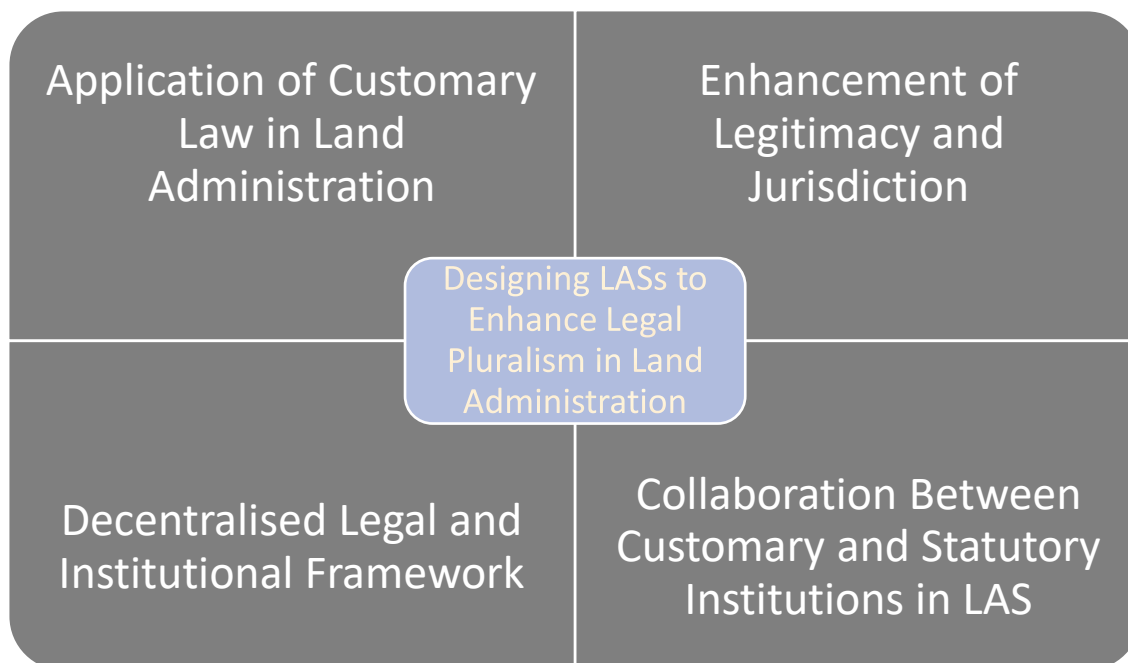 Application of Customary
Law in Land
Administration
Enhancement of
Legitimacy and
Jurisdiction
Designing LASs to
Enhance Legal
Pluralism in Land
Administration
Decentralised Legal and
Institutional Framework
Collaboration Between
Customary and Statutory
Institutions in LAS